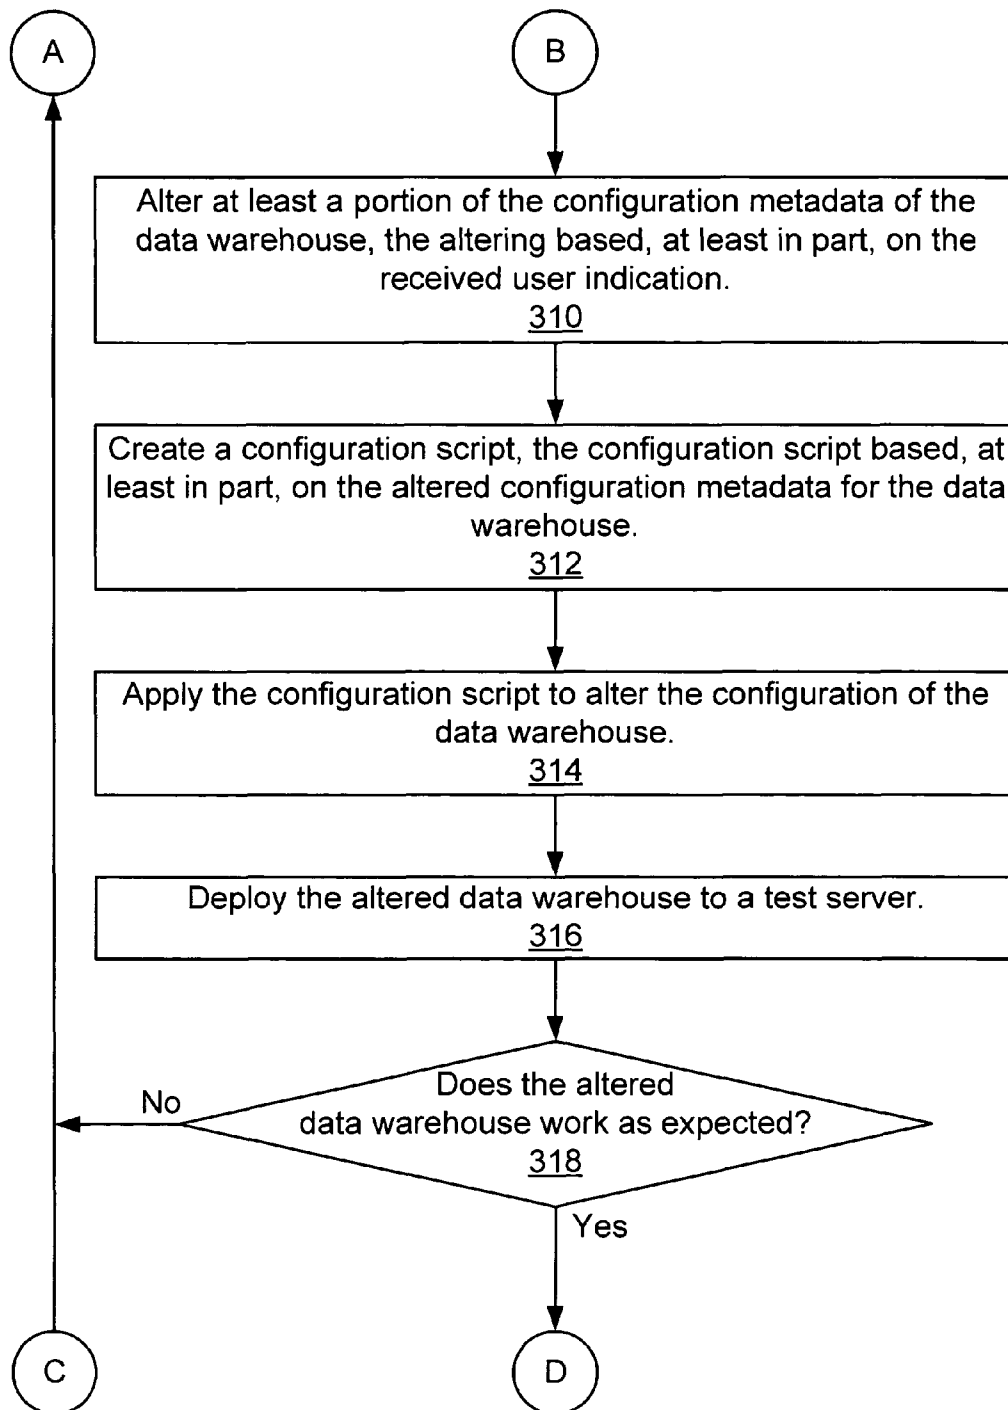 A
B
Alter at least a portion of the configuration metadata of the
data warehouse, the altering based, at least in part, on the
received user indication.
310
Create a configuration script, the configuration script based, at
least in part, on the altered configuration metadata for the data
warehouse.
312
Apply the configuration script to alter the configuration of the
data warehouse.
314
Deploy the altered data warehouse to a test server.
316
Does the altered
data warehouse work as expected?
318
No
Yes
C
D